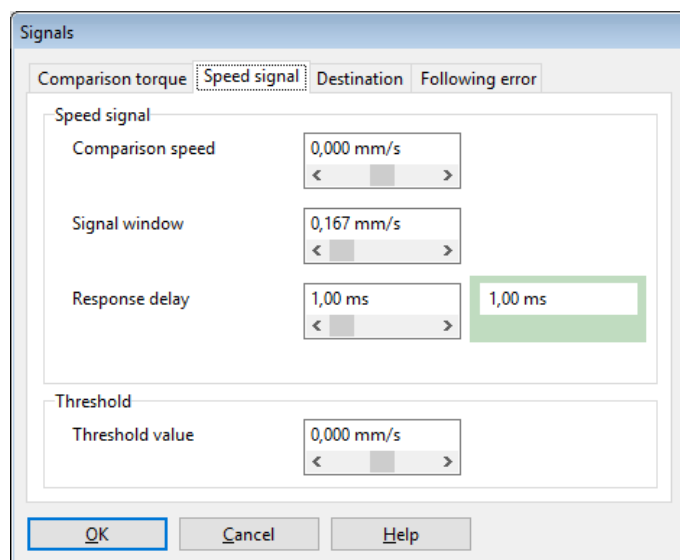 Signals
Comparison torque Speed signal Destination Following error
Speed signal
Comparison speed 0,000 mm/s
Signal window 0,167 mm/s
Response delay 1,00 ms 1,00 ms
Threshold
Threshold value 0,000 mm/s
OK Cancel Help